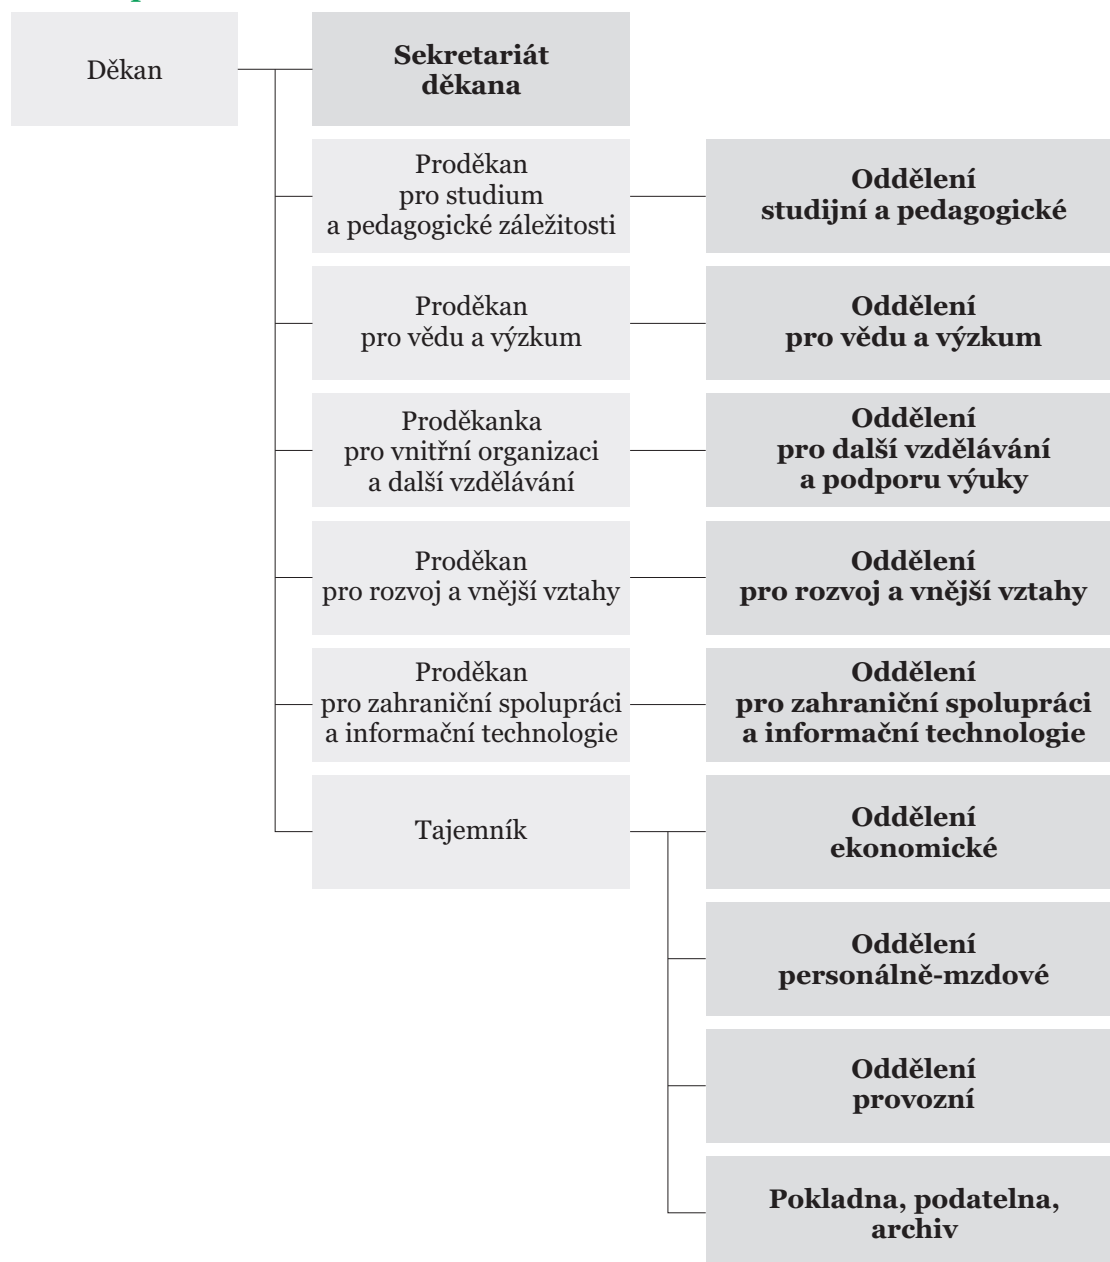 Děkan
Sekretariát
děkana
Proděkan
pro studium
a pedagogické záležitosti
Oddělení
studijní a pedagogické
Proděkan
pro vědu a výzkum
Oddělení
pro vědu a výzkum
Proděkanka
pro vnitřní organizaci
a další vzdělávání
Oddělení
pro další vzdělávání
a podporu výuky
Proděkan
pro rozvoj a vnější vztahy
Oddělení
pro rozvoj a vnější vztahy
Proděkan
pro zahraniční spolupráci
a informační technologie
Oddělení
pro zahraniční spolupráci
a informační technologie
Tajemník
Oddělení
ekonomické
Oddělení
personálně-mzdové
Oddělení
provozní
Pokladna, podatelna,
archiv